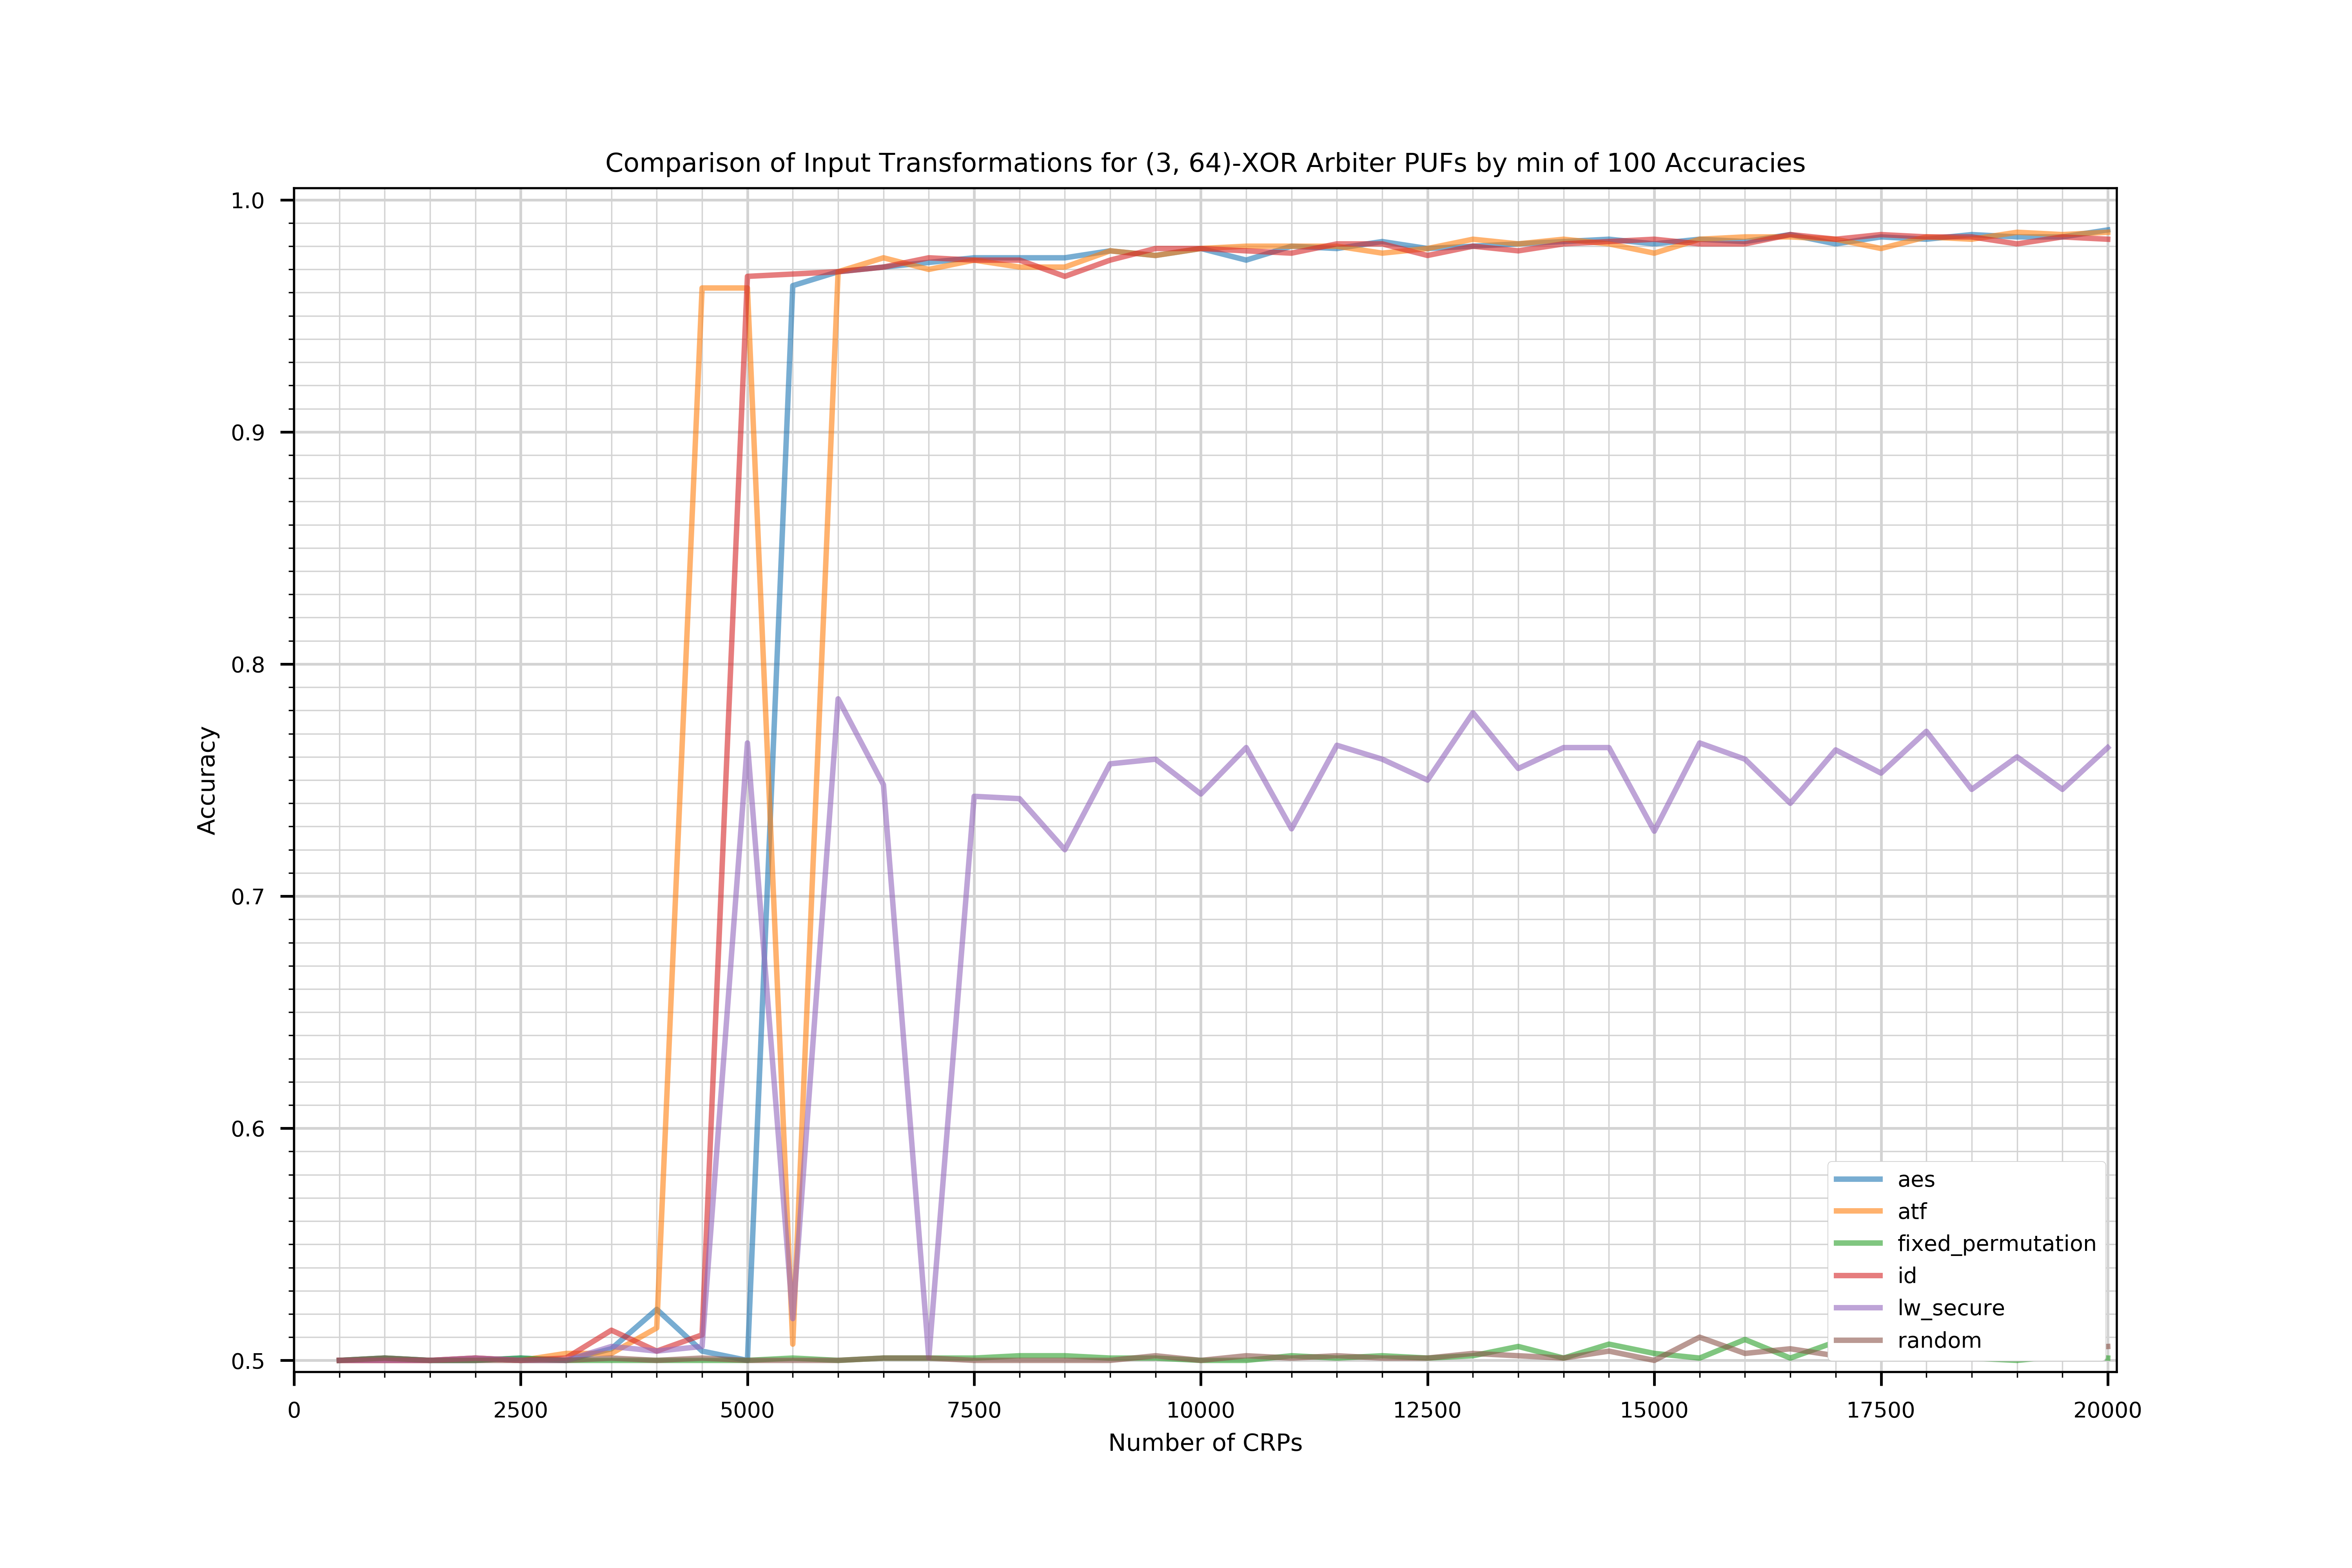 Comparison of Input Transformations for (3, 64)-XOR Arbiter PUFs by min of 100 Accuracies
1.0
0.9
0.8
0.7
0.6
0.5
Accuracy
aes
atf
fixed_permutation
id
lw_secure
random
0 2500 5000 7500 10000 12500 15000 17500 20000
Number of CRPs